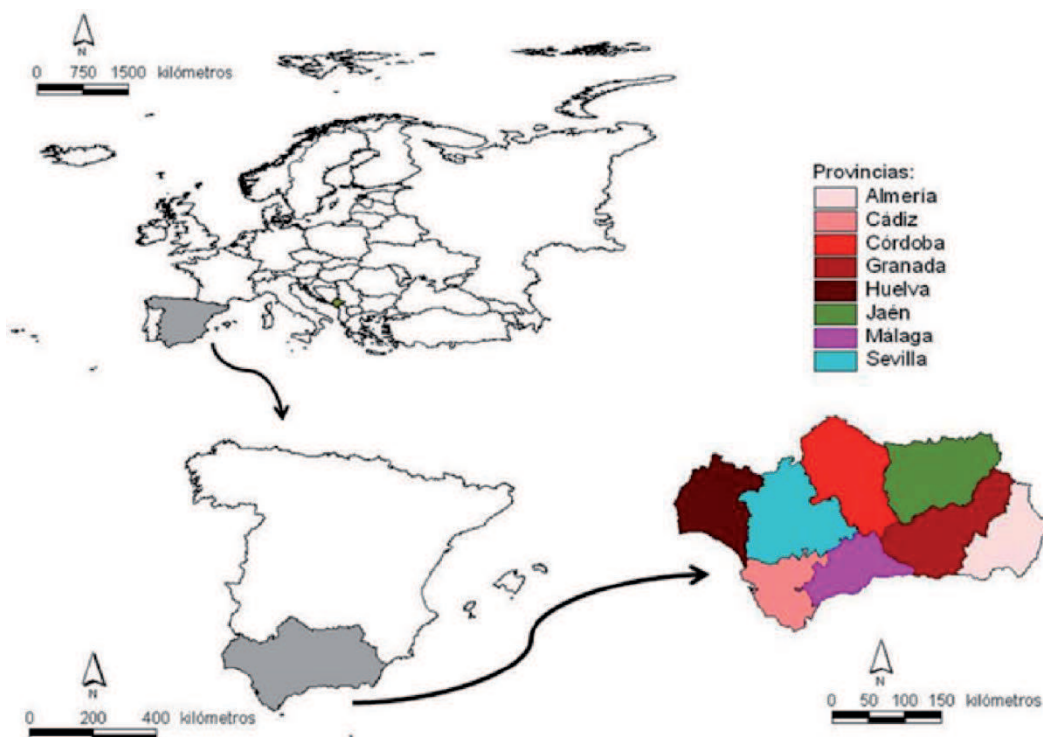 N
0 750 1500 kilómetros
Provincias:
Almería
Cádiz
Córdoba
Granada
Huelva
Jaén
Málaga
Sevilla
N
0 200 400 kilómetros
N
0 50 100 150 kilómetros